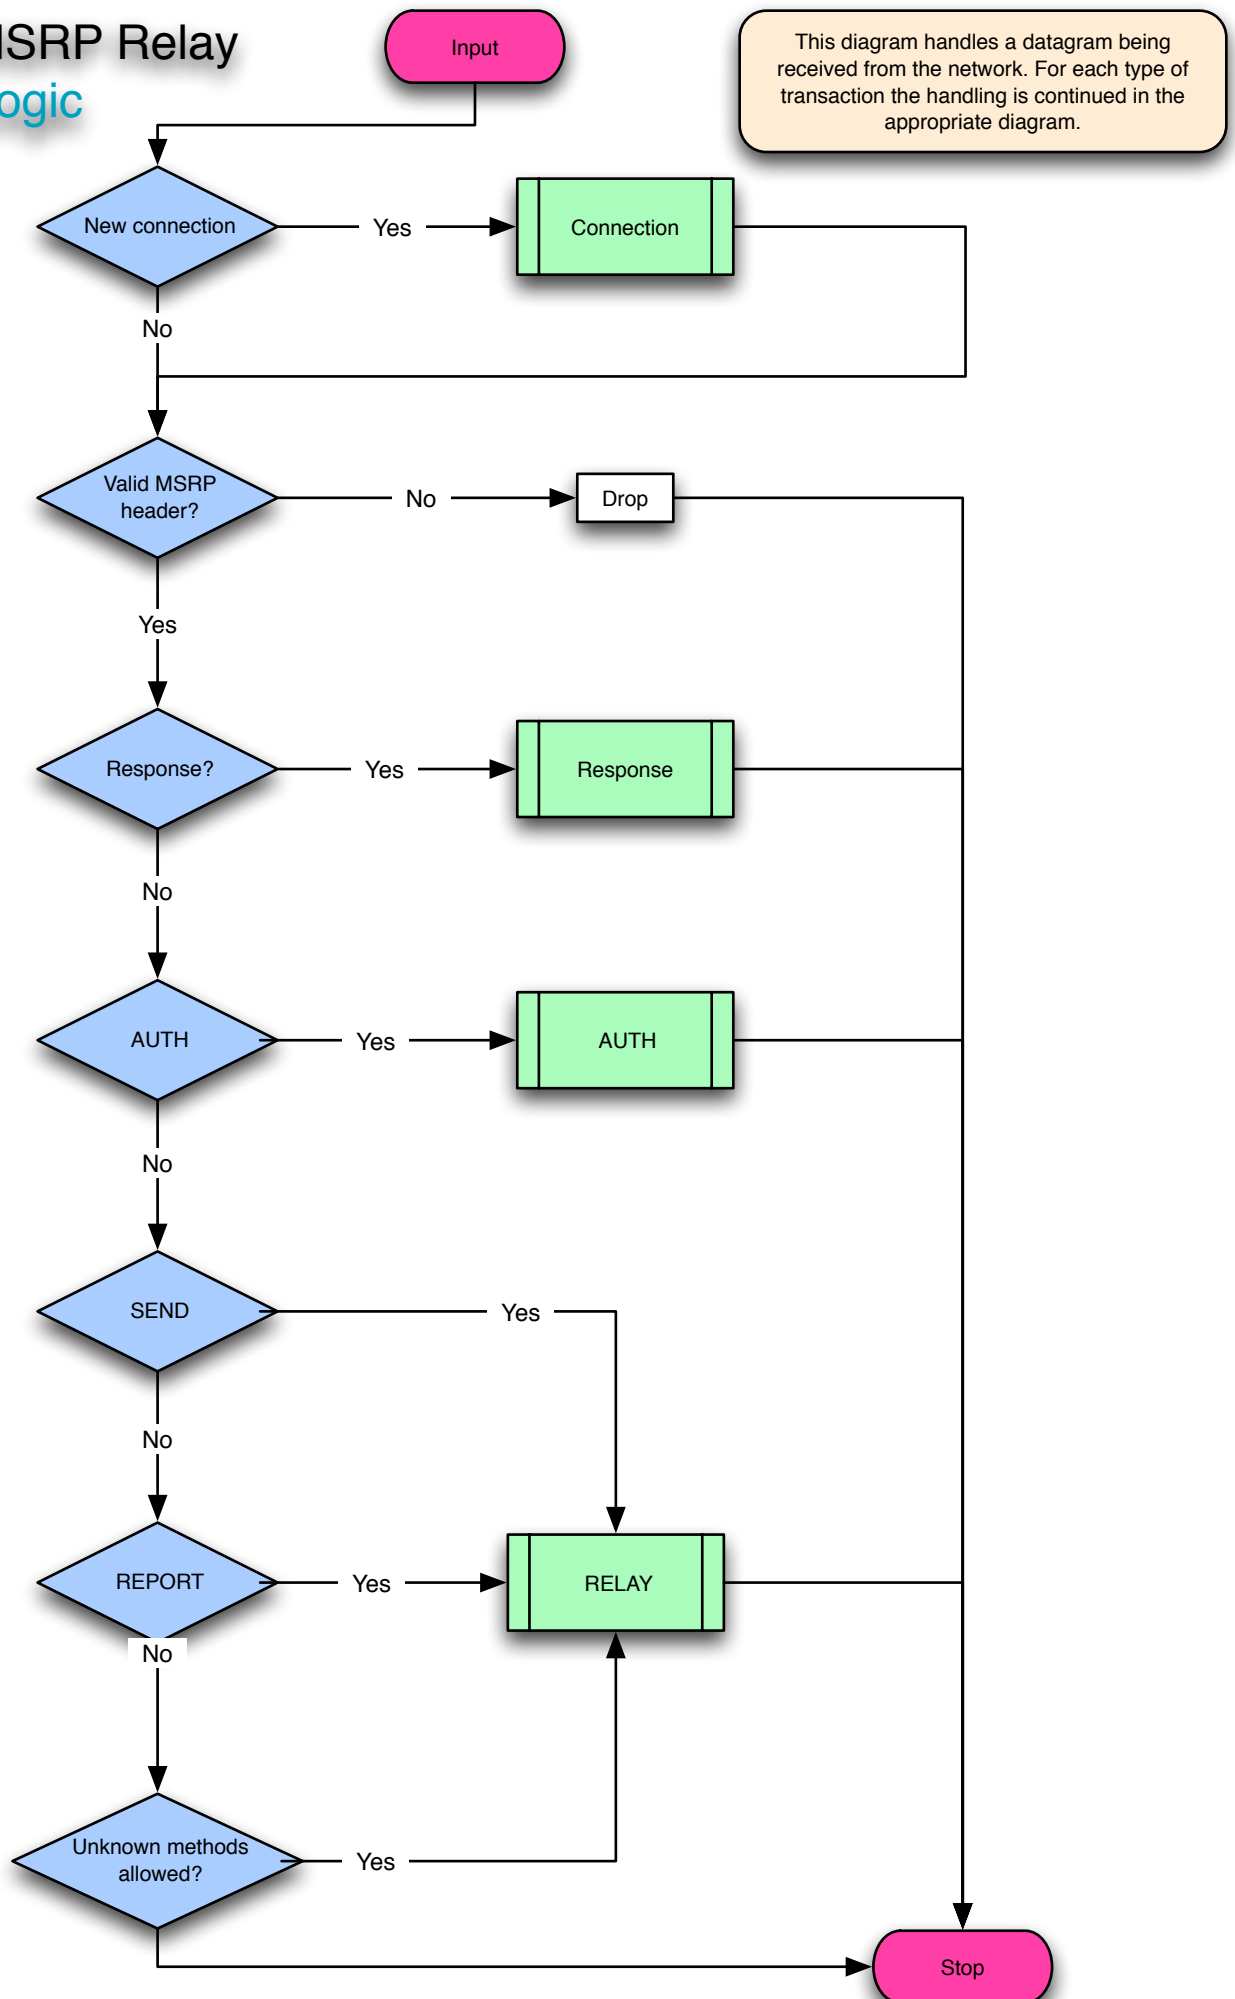 MSRP Relay
Logic
Input
This diagram handles a datagram being
received from the network. For each type of
transaction the handling is continued in the
appropriate diagram.
New connection
Yes
Connection
No
Valid MSRP
header?
No
Drop
Yes
Response?
Yes
Response
No
AUTH
Yes
AUTH
No
SEND
Yes
No
REPORT
Yes
RELAY
No
Unknown methods
allowed?
Yes
Stop